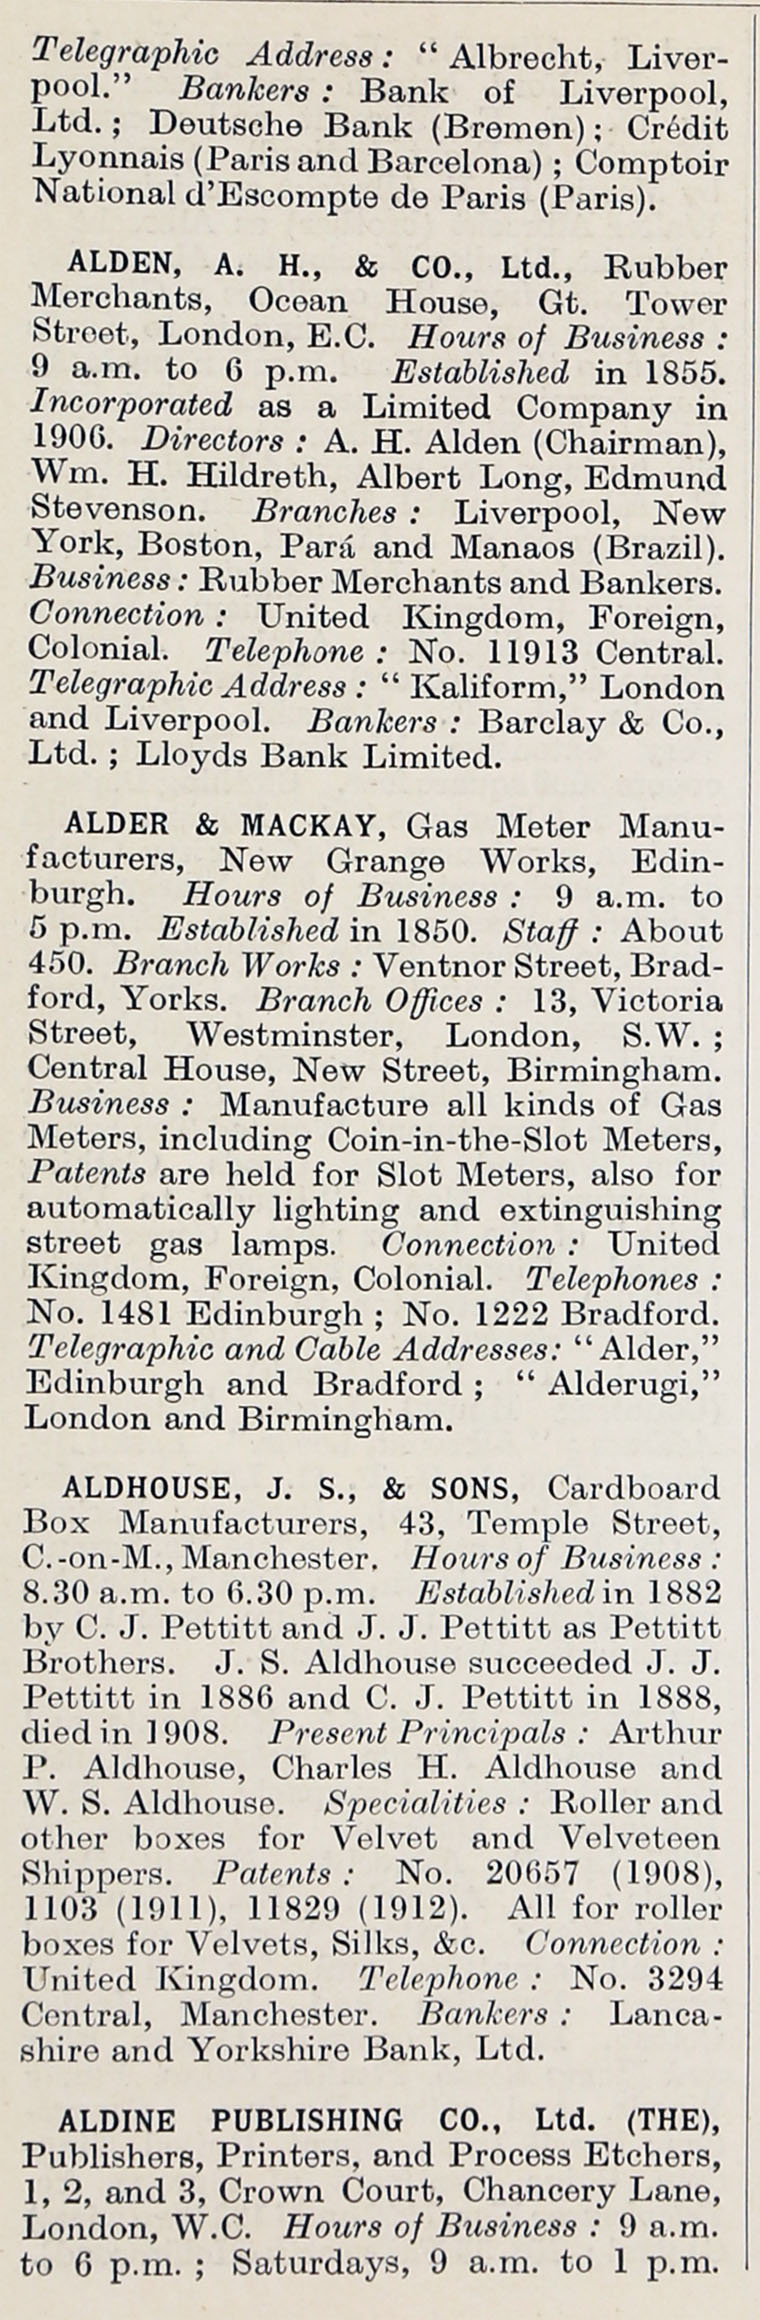 Telegraphic Address : “ Albrecht, Liver-
pool.” Bankers : Bank of Liverpool,
Ltd. ; Deutsche Bank (Bremen) ; Crédit
Lyonnais (Paris and Barcelona) ; Comptoir
National d’Escompte de Paris (Paris).
ALDEN, A. H., & CO., Ltd., Rubber
Merchants, Ocean House, Gt. Tower
Street, London, E.C. Hours of Business :
9 a.m. to 6 p.m. Established in 1855.
Incorporated as a Limited Company in
1906. Directors : A. H. Alden (Chairman),
Wm. H. Hildreth, Albert Long, Edmund
Stevenson. Branches : Liverpool, New
York, Boston, Pará and Manaos (Brazil).
Business : Rubber Merchants and Bankers.
Connection : United Kingdom, Foreign,
Colonial. Telephone : No. 11913 Central.
Telegraphic Address : “ Kaliform,” London
and Liverpool. Bankers : Barclay & Co.,
Ltd. ; Lloyds Bank Limited.
ALDER & MACKAY, Gas Meter Manu-
facturers, New Grange Works, Edin-
burgh. Hours of Business : 9 a.m. to
5 p.m. Established in 1850. Staff : About
450. Branch Works : Ventnor Street, Brad-
ford, Yorks. Branch Offices : 13, Victoria
Street, Westminster, London, S.W. ;
Central House, New Street, Birmingham.
Business : Manufacture all kinds of Gas
Meters, including Coin-in-the-Slot Meters,
Patents are held for Slot Meters, also for
automatically lighting and extinguishing
street gas lamps. Connection : United
Kingdom, Foreign, Colonial. Telephones :
No. 1481 Edinburgh ; No. 1222 Bradford.
Telegraphic and Cable Addresses: “ Alder,”
Edinburgh and Bradford ; “ Alderugi,”
London and Birmingham.
ALDHOUSE, J. S., & SONS, Cardboard
Box Manufacturers, 43, Temple Street,
C.-on-M., Manchester. Hours of Business :
8.30 a.m. to 6.30 p.m. Established in 1882
by C. J. Pettitt and J. J. Pettitt as Pettitt
Brothers. J. S. Aldhouse succeeded J. J.
Pettitt in 1886 and C. J. Pettitt in 1888,
died in 1908. Present Principals : Arthur
P. Aldhouse, Charles H. Aldhouse and
W. S. Aldhouse. Specialities : Roller and
other boxes for Velvet and Velveteen
Shippers. Patents : No. 20657 (1908),
1103 (1911), 11829 (1912). All for roller
boxes for Velvets, Silks, &c. Connection :
United Kingdom. Telephone : No. 3294
Central, Manchester. Bankers : Lanca-
shire and Yorkshire Bank, Ltd.
ALDINE PUBLISHING CO., Ltd. (THE),
Publishers, Printers, and Process Etchers,
1, 2, and 3, Crown Court, Chancery Lane,
London, W.C. Hours of Business : 9 a.m.
to 6 p.m. ; Saturdays, 9 a.m. to 1 p.m.